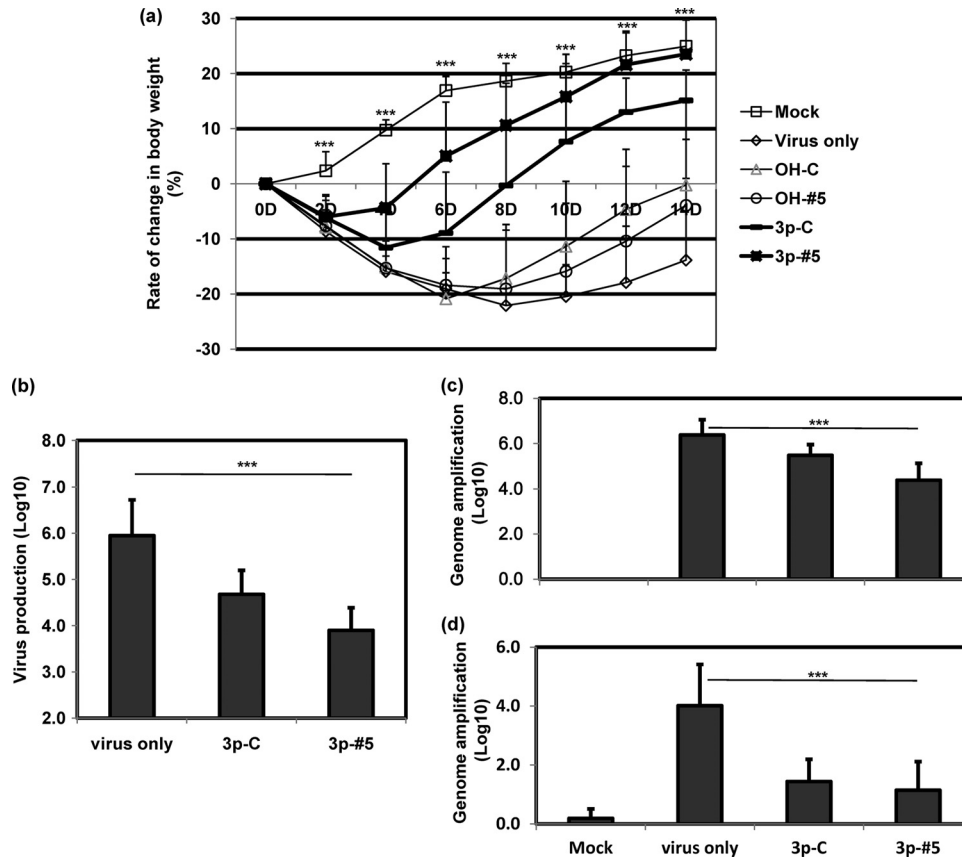 (a)
30
20
10
0
-10
-20
-30
Rate of change in body weight
(%)
*** *** *** *** *** *** ***
0D 2D 4D 6D 8D 10D 12D 14D
Mock
Virus only
OH-C
OH-#5
3p-C
3p-#5
(b)
8.0
7.0
6.0
5.0
4.0
3.0
2.0
Virus production (Log10)
***
virus only 3p-C 3p-#5
(c)
8.0
6.0
4.0
2.0
0.0
Genome amplification
(Log10)
***
(d)
6.0
4.0
2.0
0.0
Genome amplification
(Log10)
***
Mock virus only 3p-C 3p-#5